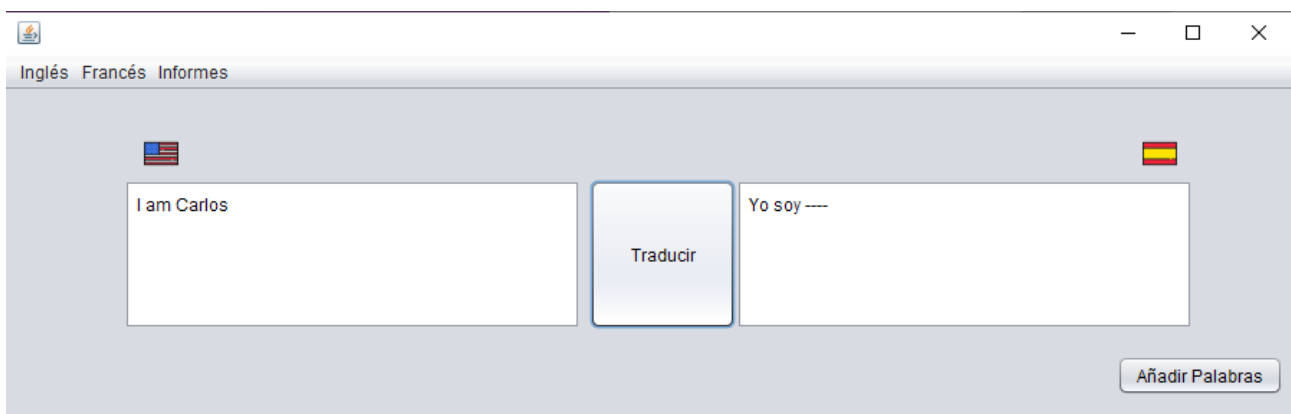 Inglés Francés Informes
I am Carlos
Traducir
Yo soy ----
Añadir Palabras